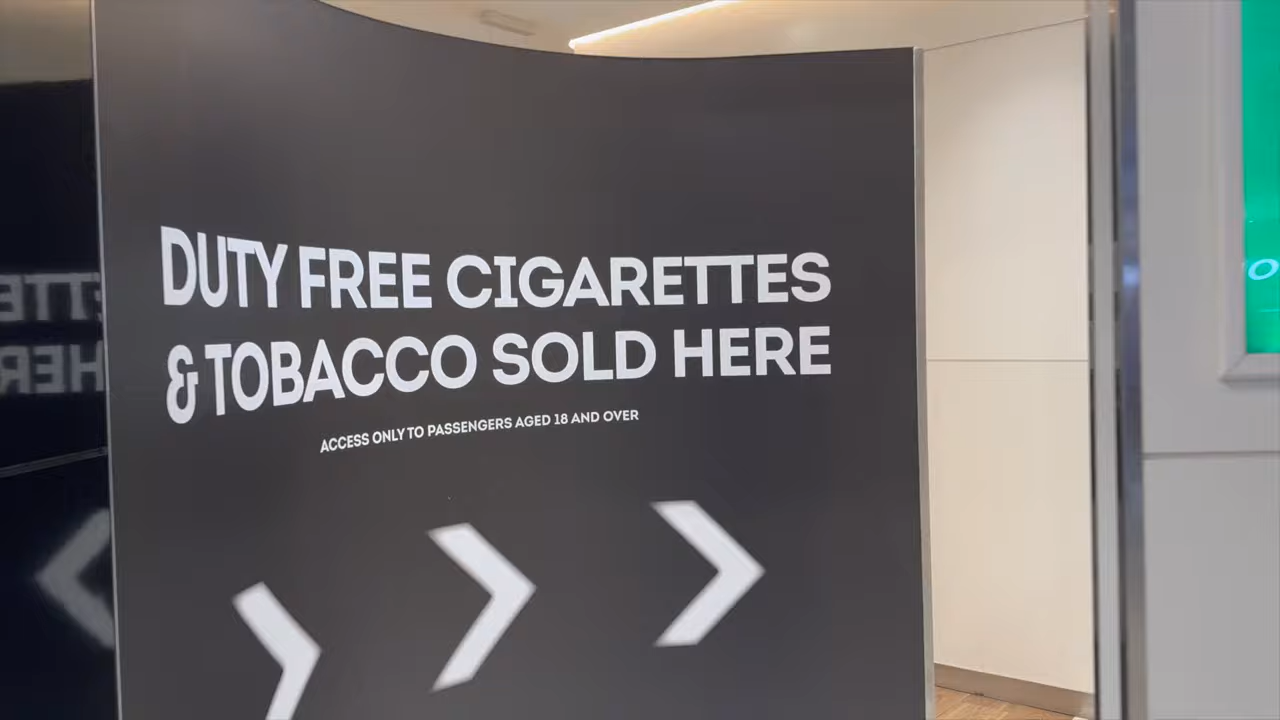 DUTY FREE CIGARETTES
& TOBACCO SOLD HERE
ACCESS ONLY TO PASSENGERS AGED 18 AND OVER